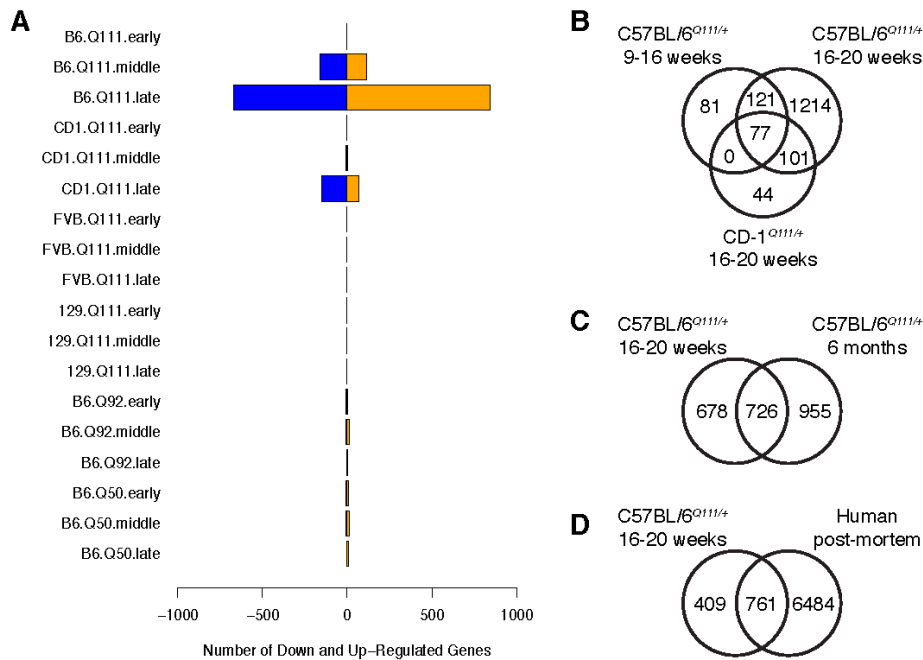 A
B6.Q111.early
B6.Q111.middle
B6.Q111.late
CD1.Q111.early
CD1.Q111.middle
CD1.Q111.late
FVB.Q111.early
FVB.Q111.middle
FVB.Q111.late
129.Q111.early
129.Q111.middle
129.Q111.late
B6.Q92.early
B6.Q92.middle
B6.Q92.late
B6.Q50.early
B6.Q50.middle
B6.Q50.late
−1000 −500 0 500 1000
Number of Down and Up−Regulated Genes
B
C57BL/6Q111/+ C57BL/6Q111/+
9-16 weeks 16-20 weeks
81 121 1214
77
0 101
44
CD-1Q111/+
16-20 weeks
C
C57BL/6Q111/+ C57BL/6Q111/+
16-20 weeks 6 months
678 726 955
D
C57BL/6Q111/+ Human
16-20 weeks post-mortem
409 761 6484